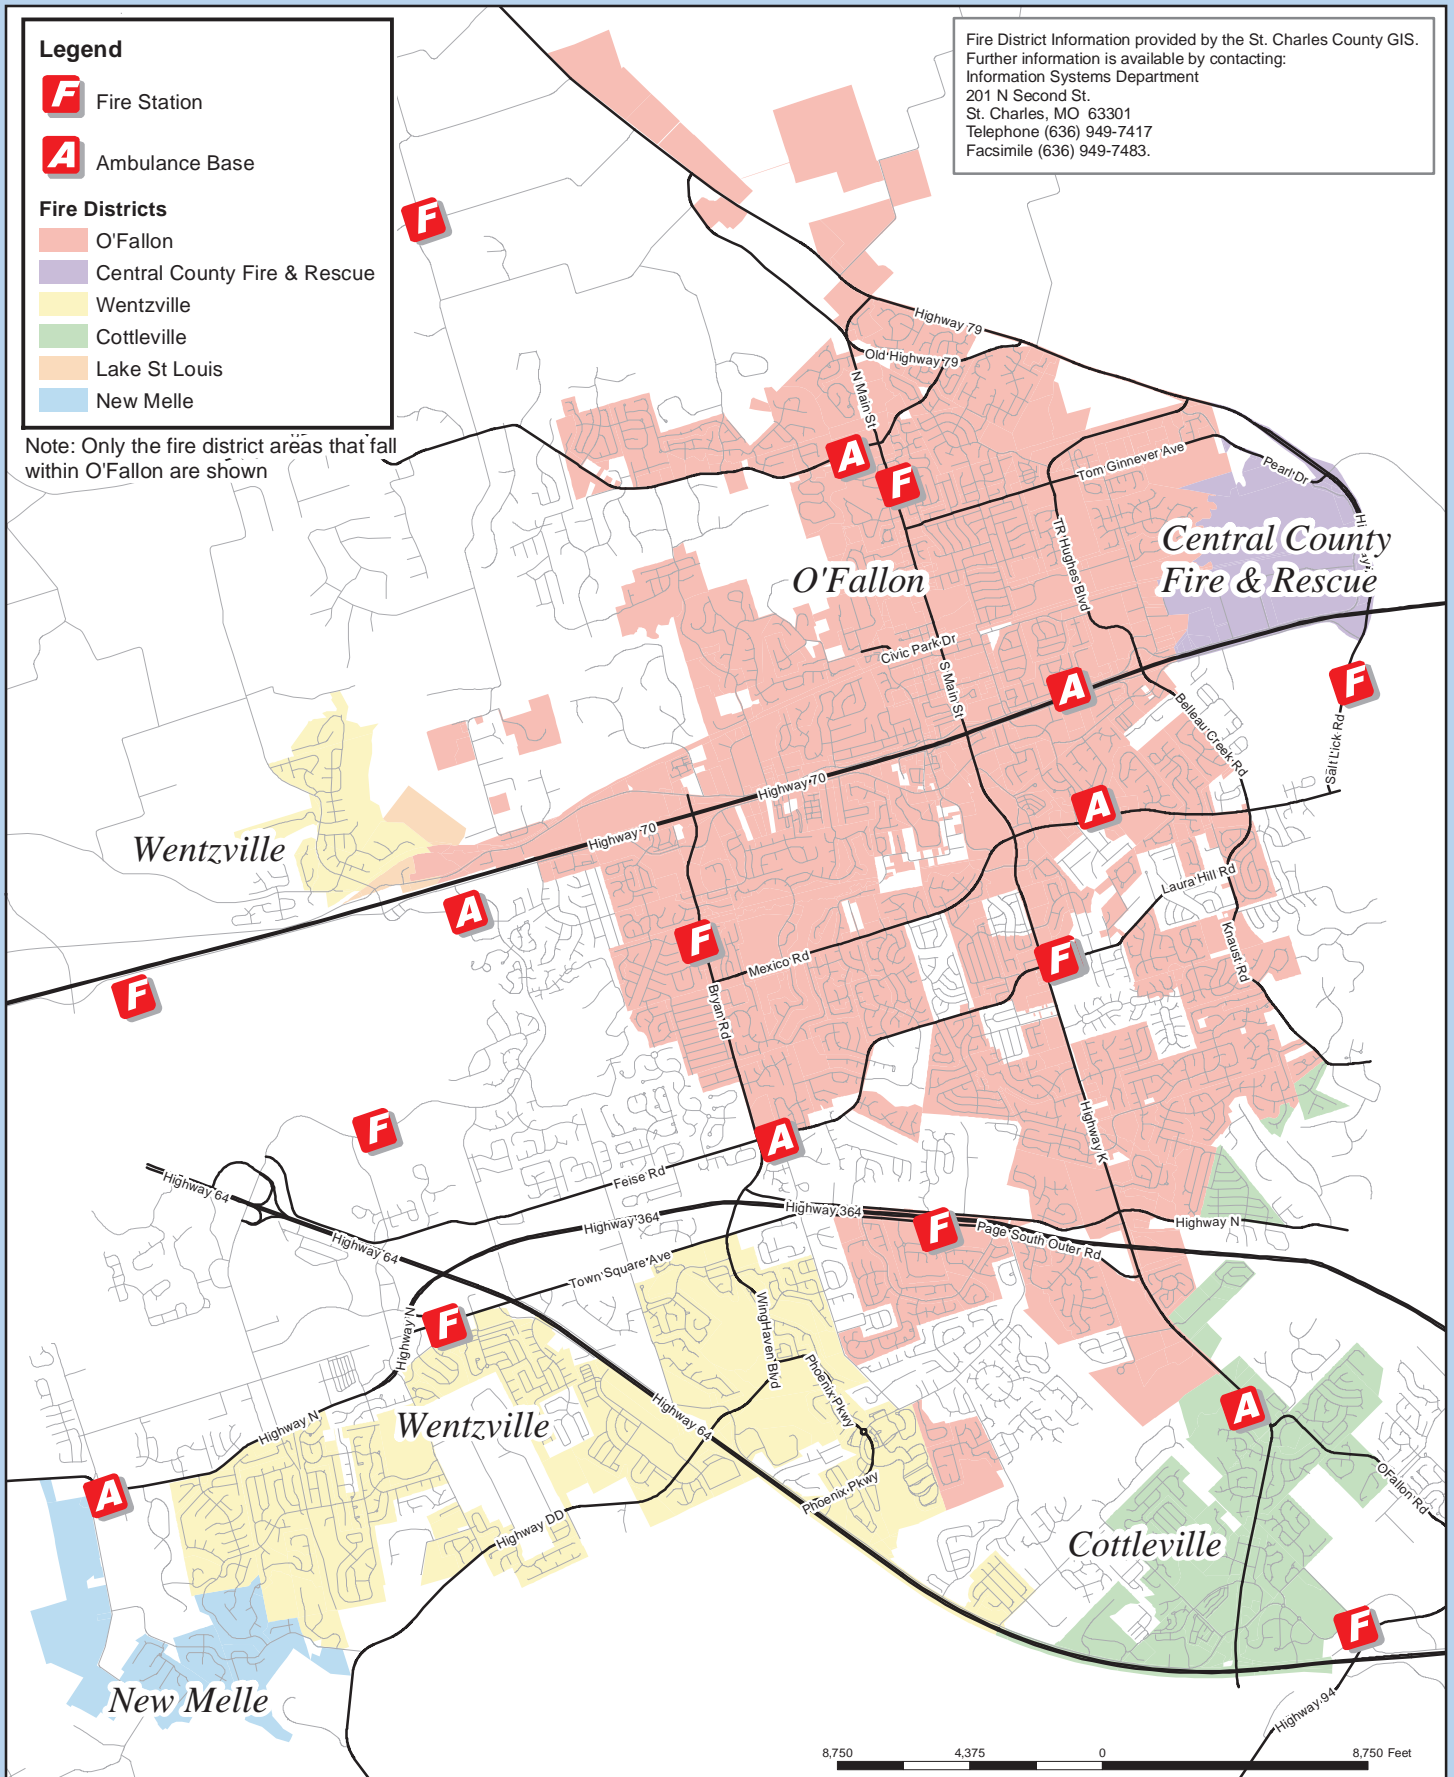 Legend
F Fire Station
A Ambulance Base
Fire Districts
O'Fallon
Central County Fire & Rescue
Wentzville
Cottleville
Lake St Louis
New Melle
Note: Only the fire district areas that fall
within O'Fallon are shown
Fire District Information provided by the St. Charles County GIS.
Further information is available by contacting:
Information Systems Department
201 N Second St.
St. Charles, MO 63301
Telephone (636) 949-7417
Facsimile (636) 949-7483.
F
Highway 79
Old Highway 79
N Main St
A
F
Tom Ginnever Ave
Pearl Dr
Central County
Fire & Rescue
TR Hughes Blvd
O'Fallon
Civic Park Dr
S Main St
A
F
Belleau Creek Rd
Salt Lick Rd
Highway 70
Highway 70
A
Wentzville
Laura Hill Rd
A
F
F
Mexico Rd
Knaust Rd
F
Bryan Rd
F
A
Highway K
Feise Rd
Highway 64
Highway 364
Highway 364
F
Page South Outer Rd
Highway N
Highway 64
Town Square Ave
Highway N
F
WingHaven Blvd
Phoenix Pkwy
Highway 64
A
Highway N
Wentzville
A
Phoenix Pkwy
OFallon Rd
Highway DD
Cottleville
F
New Melle
Highway 94
8,750 4,375 0 8,750 Feet